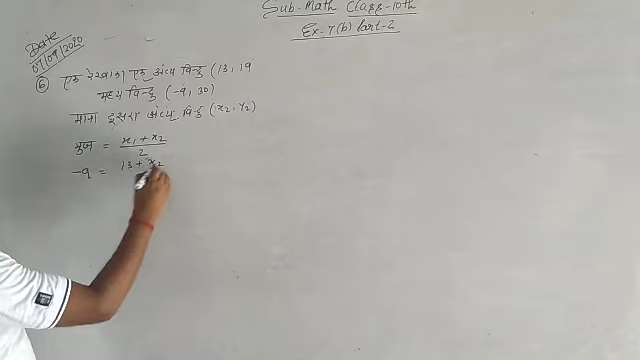 Sub-Math Class-10th
Ex-7(b) Part-2
Date
07/09/2020
6 एक रेखा का एक अंत्य बिन्दु (13, 19
मध्य बिन्दु (-9, 30)
माना दूसरा अंत्य बिन्दु (x2, y2)
भुज = x1 + x2 / 2
-9 = 13 + x2